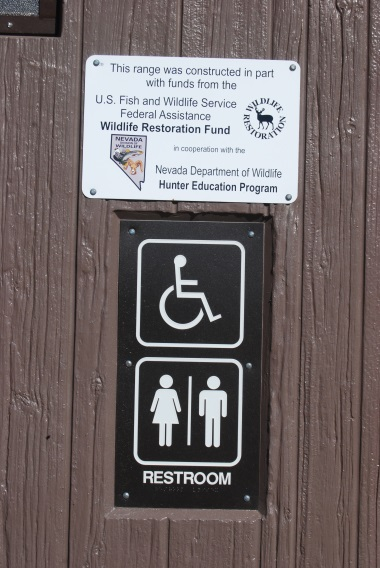 This range was constructed in part
with funds from the
U.S. Fish and Wildlife Service
Federal Assistance
Wildlife Restoration Fund
WILDLIFE RESTORATION
in cooperation with the
NEVADA
WILDLIFE
Nevada Department of Wildlife
Hunter Education Program
RESTROOM